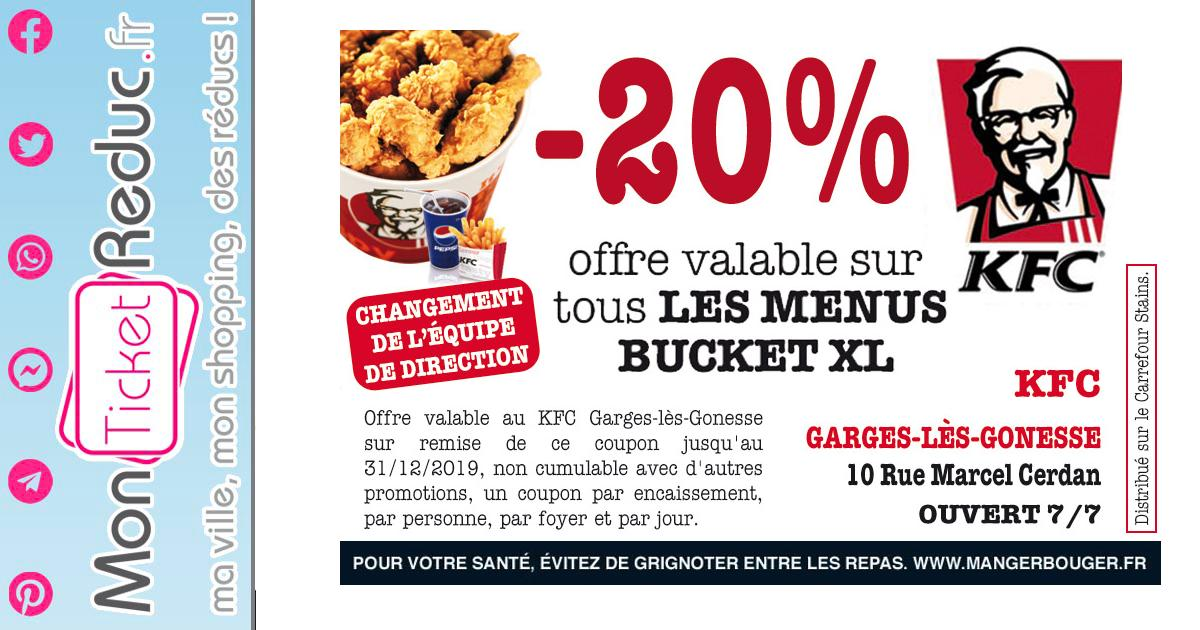 MonTicketReduc.fr
ma ville, mon shopping, des réducs !
-20%
offre valable sur
tous LES MENUS
BUCKET XL
KFC
PEPSI
KFC
CHANGEMENT
DE L'ÉQUIPE
DE DIRECTION
Offre valable au KFC Garges-lès-Gonesse
sur remise de ce coupon jusqu'au
31/12/2019, non cumulable avec d'autres
promotions, un coupon par encaissement,
par personne, par foyer et par jour.
KFC
GARGES-LÈS-GONESSE
10 Rue Marcel Cerdan
OUVERT 7/7
Distribué sur le Carrefour Stains.
POUR VOTRE SANTÉ, ÉVITEZ DE GRIGNOTER ENTRE LES REPAS. WWW.MANGERBOUGER.FR